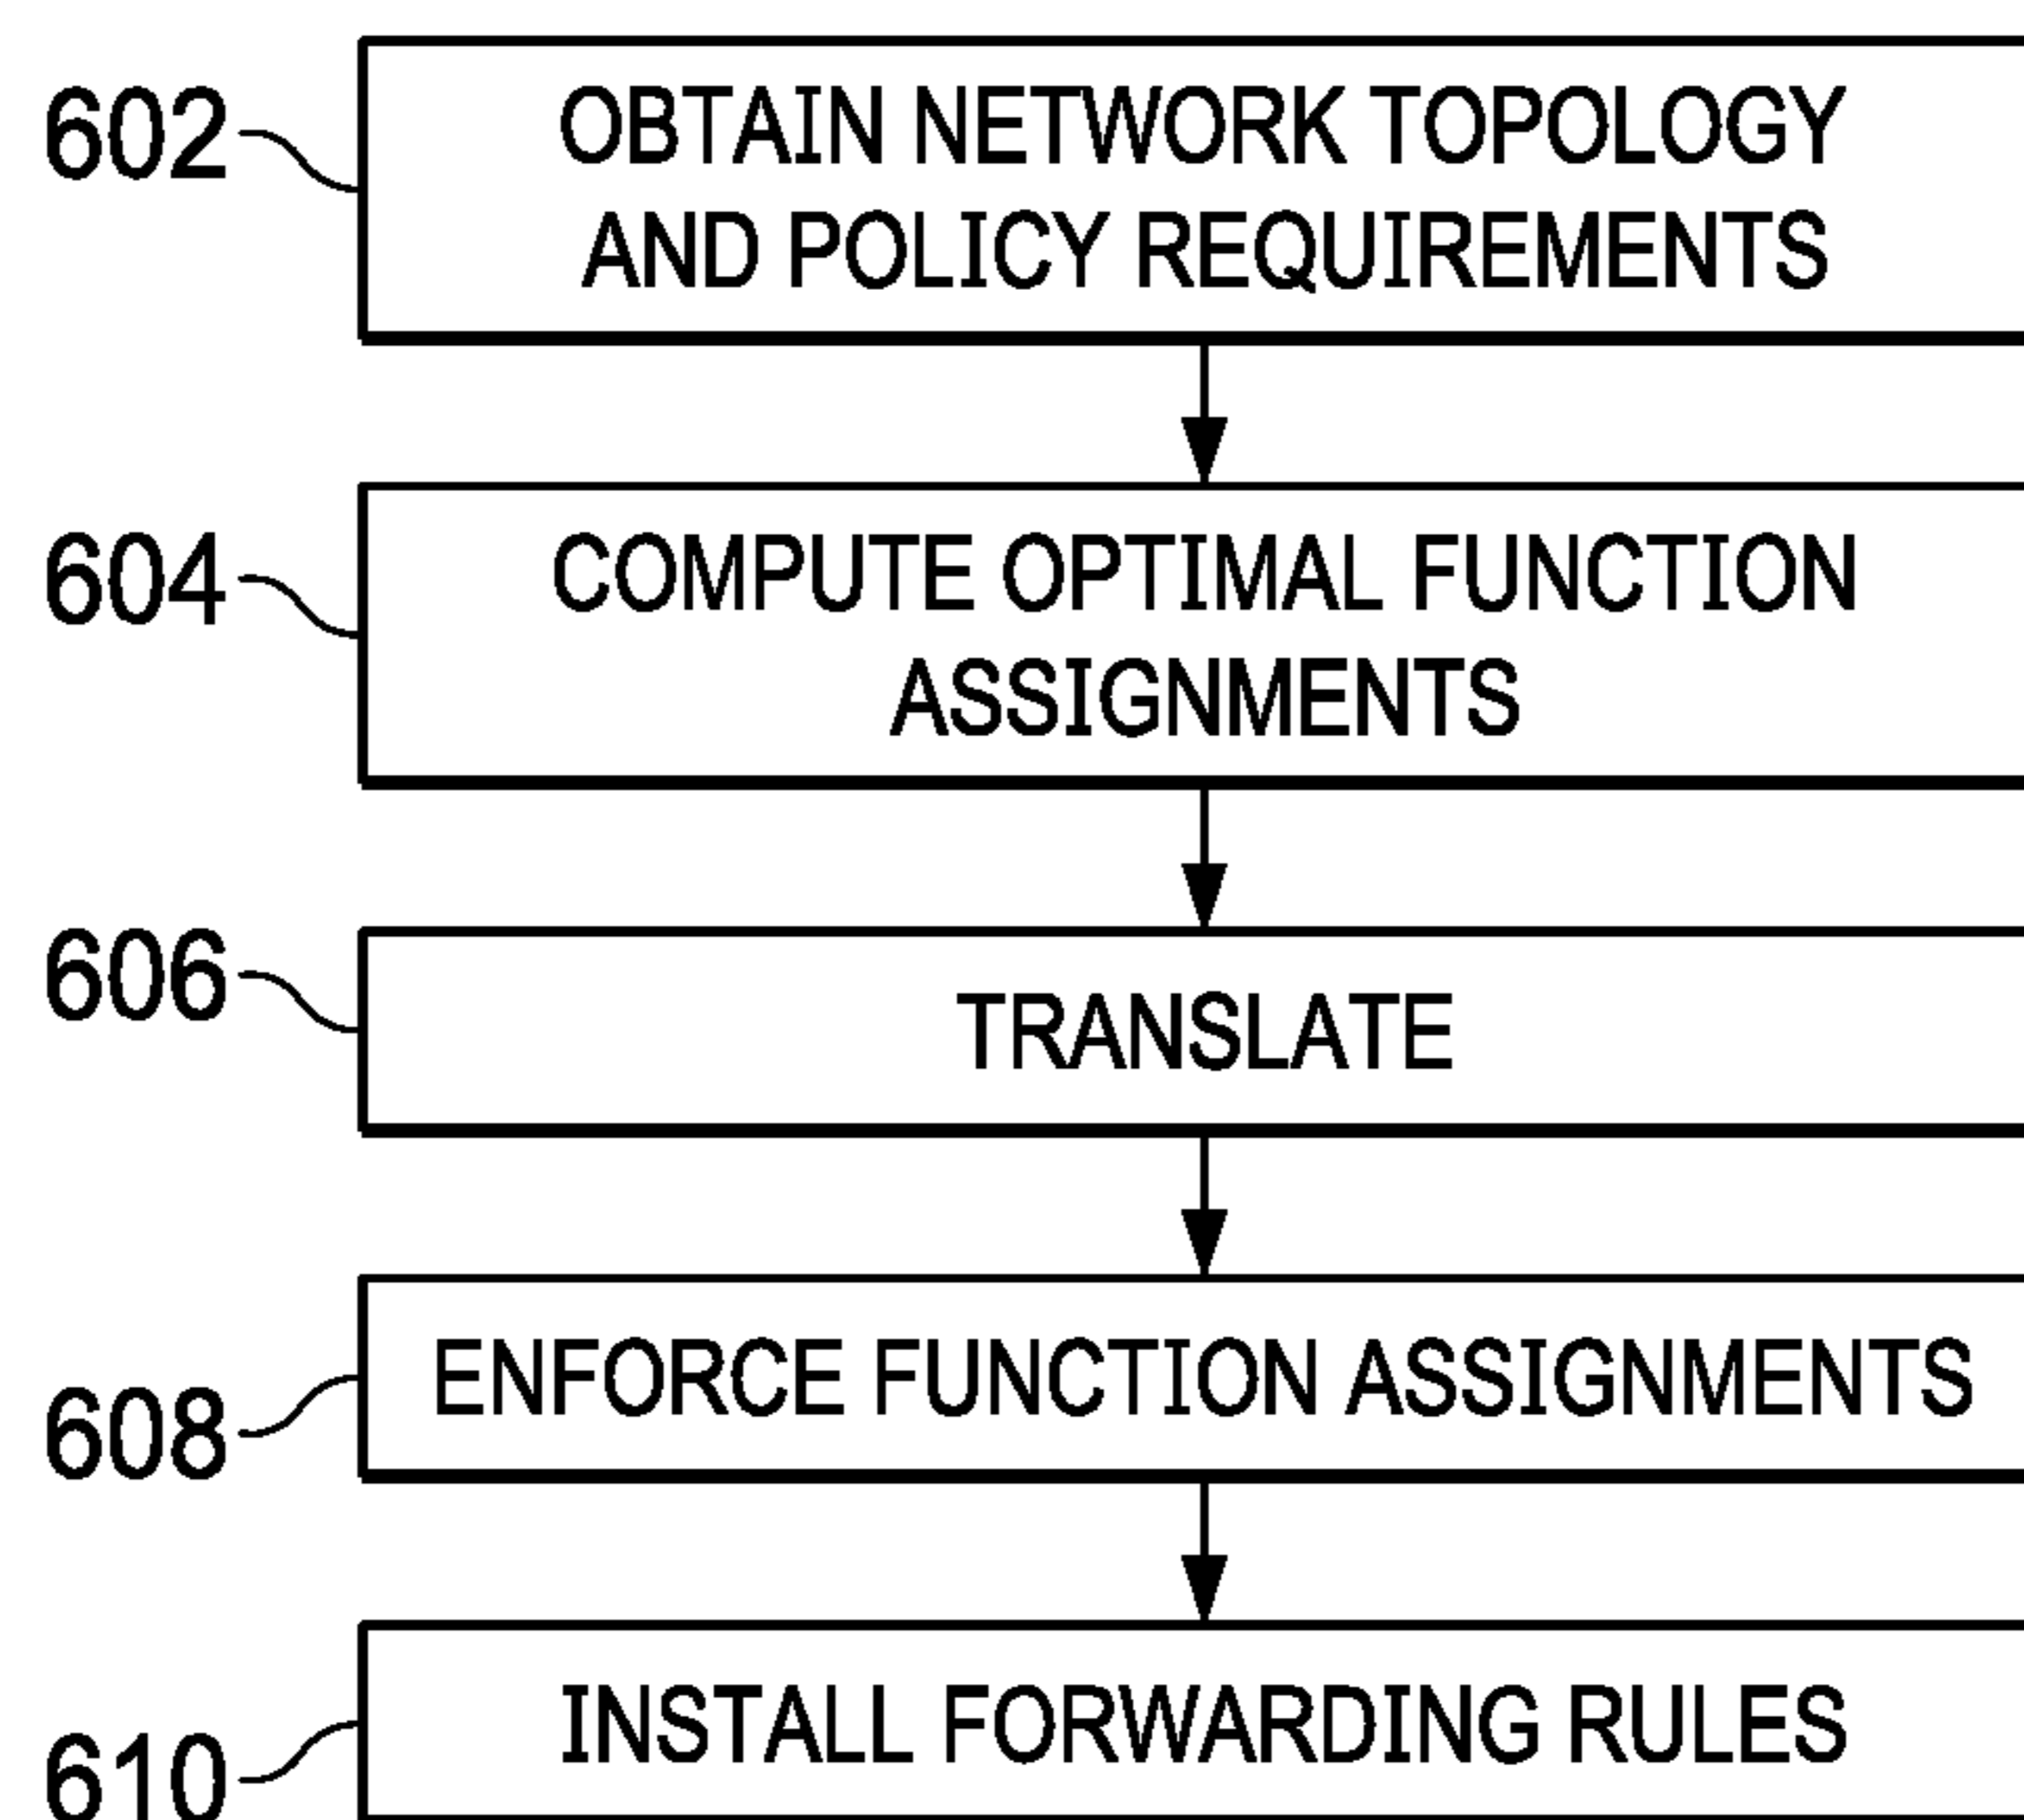 602
OBTAIN NETWORK TOPOLOGY
AND POLICY REQUIREMENTS
604
COMPUTE OPTIMAL FUNCTION
ASSIGNMENTS
606
TRANSLATE
608
ENFORCE FUNCTION ASSIGNMENTS
610
INSTALL FORWARDING RULES